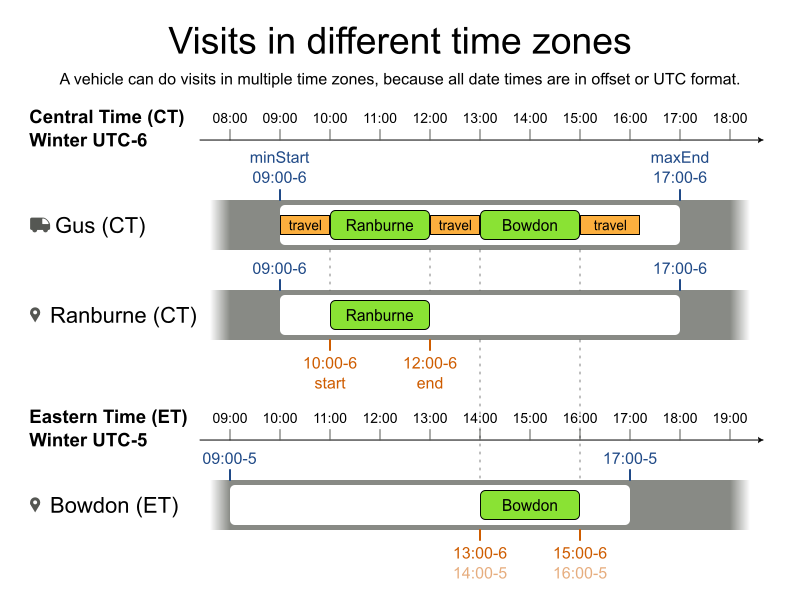 Visits in different time zones
A vehicle can do visits in multiple time zones, because all date times are in offset or UTC format.
Central Time (CT) 08:00 09:00 10:00 11:00 12:00 13:00 14:00 15:00 16:00 17:00 18:00
Winter UTC-6
minStart maxEnd
09:00-6 17:00-6
Gus (CT) travel Ranburne travel Bowdon travel
09:00-6 17:00-6
Ranburne (CT) Ranburne
10:00-6 12:00-6
start end
Eastern Time (ET) 09:00 10:00 11:00 12:00 13:00 14:00 15:00 16:00 17:00 18:00 19:00
Winter UTC-5
09:00-5 17:00-5
Bowdon (ET) Bowdon
13:00-6 15:00-6
14:00-5 16:00-5